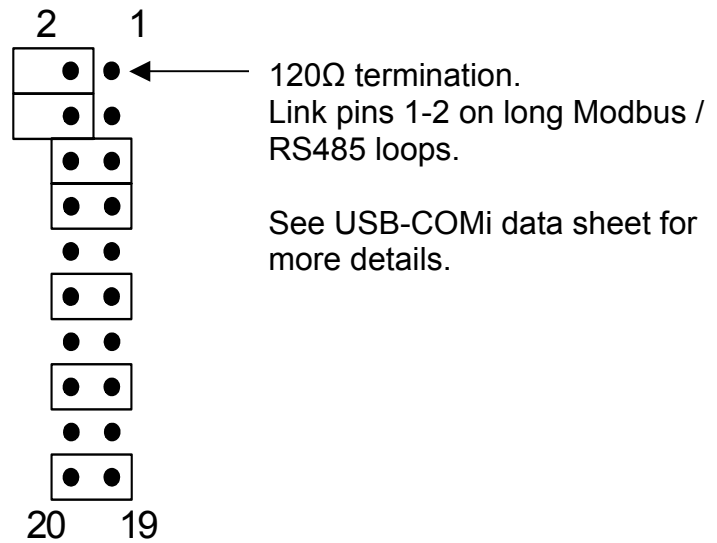 2 1
120Ω termination.
Link pins 1-2 on long Modbus /
RS485 loops.
See USB-COMi data sheet for
more details.
20 19